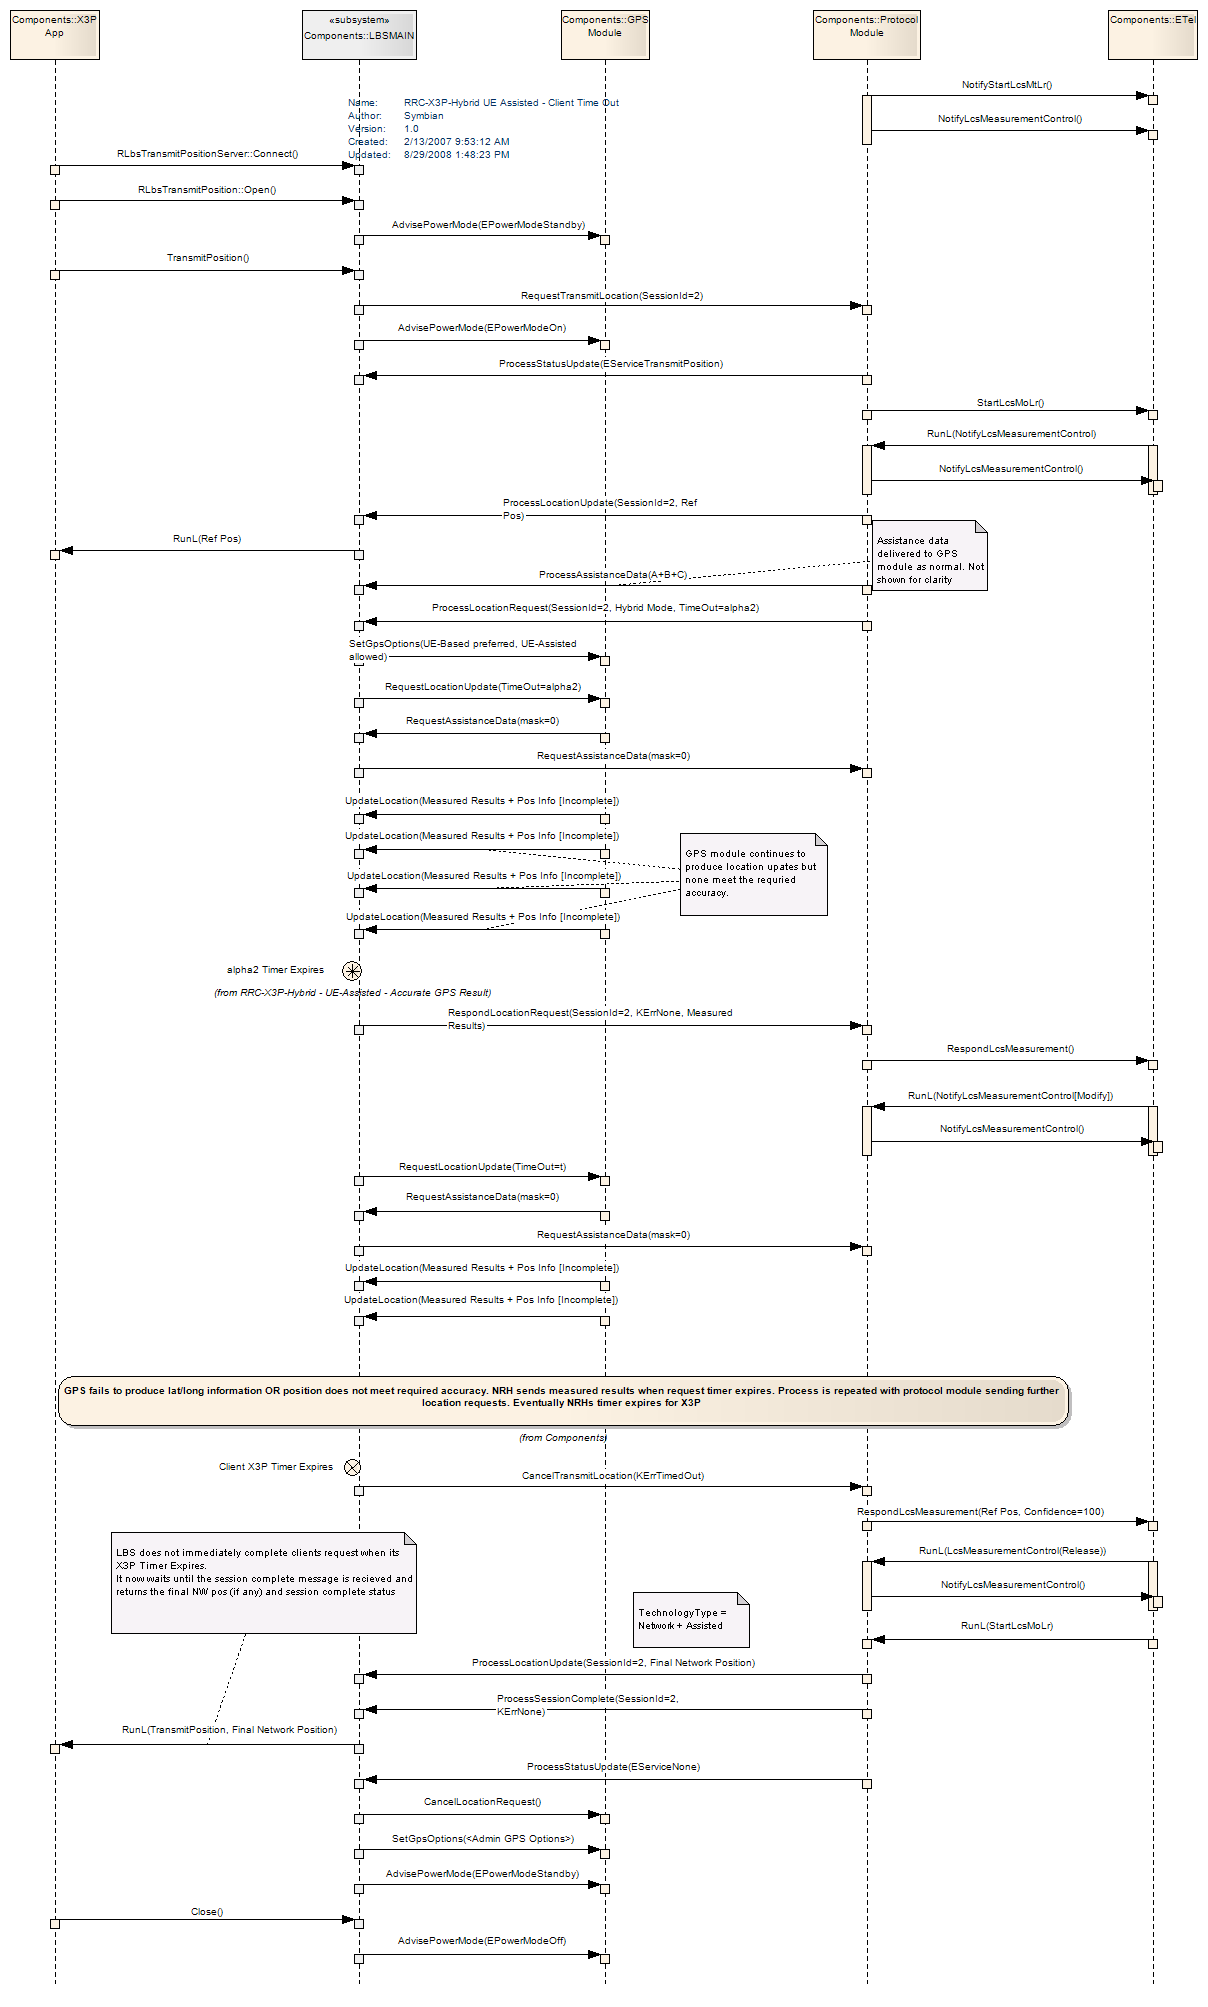 Components::X3P
App
«subsystem»
Components::LBSMAIN
Components::GPS
Module
Components::Protocol
Module
Components::ETel
NotifyStartLcsMtLr()
Name: RRC-X3P-Hybrid UE Assisted - Client Time Out
Author: Symbian
Version: 1.0
Created: 2/13/2007 9:53:12 AM
Updated: 8/29/2008 1:48:23 PM
NotifyLcsMeasurementControl()
RLbsTransmitPositionServer::Connect()
RLbsTransmitPosition::Open()
AdvisePowerMode(EPowerModeStandby)
TransmitPosition()
RequestTransmitLocation(SessionId=2)
AdvisePowerMode(EPowerModeOn)
ProcessStatusUpdate(EServiceTransmitPosition)
StartLcsMoLr()
RunL(NotifyLcsMeasurementControl)
NotifyLcsMeasurementControl()
ProcessLocationUpdate(SessionId=2, Ref
Pos)
RunL(Ref Pos)
Assistance data
delivered to GPS
module as normal. Not
shown for clarity
ProcessAssistanceData(A+B+C)
ProcessLocationRequest(SessionId=2, Hybrid Mode, TimeOut=alpha2)
SetGpsOptions(UE-Based preferred, UE-Assisted
allowed)
RequestLocationUpdate(TimeOut=alpha2)
RequestAssistanceData(mask=0)
RequestAssistanceData(mask=0)
UpdateLocation(Measured Results + Pos Info [Incomplete])
UpdateLocation(Measured Results + Pos Info [Incomplete])
GPS module continues to
produce location upates but
none meet the requried
accuracy.
UpdateLocation(Measured Results + Pos Info [Incomplete])
UpdateLocation(Measured Results + Pos Info [Incomplete])
alpha2 Timer Expires
(from RRC-X3P-Hybrid - UE-Assisted - Accurate GPS Result)
RespondLocationRequest(SessionId=2, KErrNone, Measured
Results)
RespondLcsMeasurement()
RunL(NotifyLcsMeasurementControl[Modify])
NotifyLcsMeasurementControl()
RequestLocationUpdate(TimeOut=t)
RequestAssistanceData(mask=0)
RequestAssistanceData(mask=0)
UpdateLocation(Measured Results + Pos Info [Incomplete])
UpdateLocation(Measured Results + Pos Info [Incomplete])
GPS fails to produce lat/long information OR position does not meet required accuracy. NRH sends measured results when request timer expires. Process is repeated with protocol module sending further
location requests. Eventually NRHs timer expires for X3P
(from Components)
Client X3P Timer Expires
CancelTransmitLocation(KErrTimedOut)
RespondLcsMeasurement(Ref Pos, Confidence=100)
LBS does not immediately complete clients request when its
X3P Timer Expires.
It now waits until the session complete message is recieved and
returns the final NW pos (if any) and session complete status
RunL(LcsMeasurementControl(Release))
NotifyLcsMeasurementControl()
TechnologyType =
Network + Assisted
RunL(StartLcsMoLr)
ProcessLocationUpdate(SessionId=2, Final Network Position)
ProcessSessionComplete(SessionId=2,
KErrNone)
RunL(TransmitPosition, Final Network Position)
ProcessStatusUpdate(EServiceNone)
CancelLocationRequest()
SetGpsOptions(<Admin GPS Options>)
AdvisePowerMode(EPowerModeStandby)
Close()
AdvisePowerMode(EPowerModeOff)